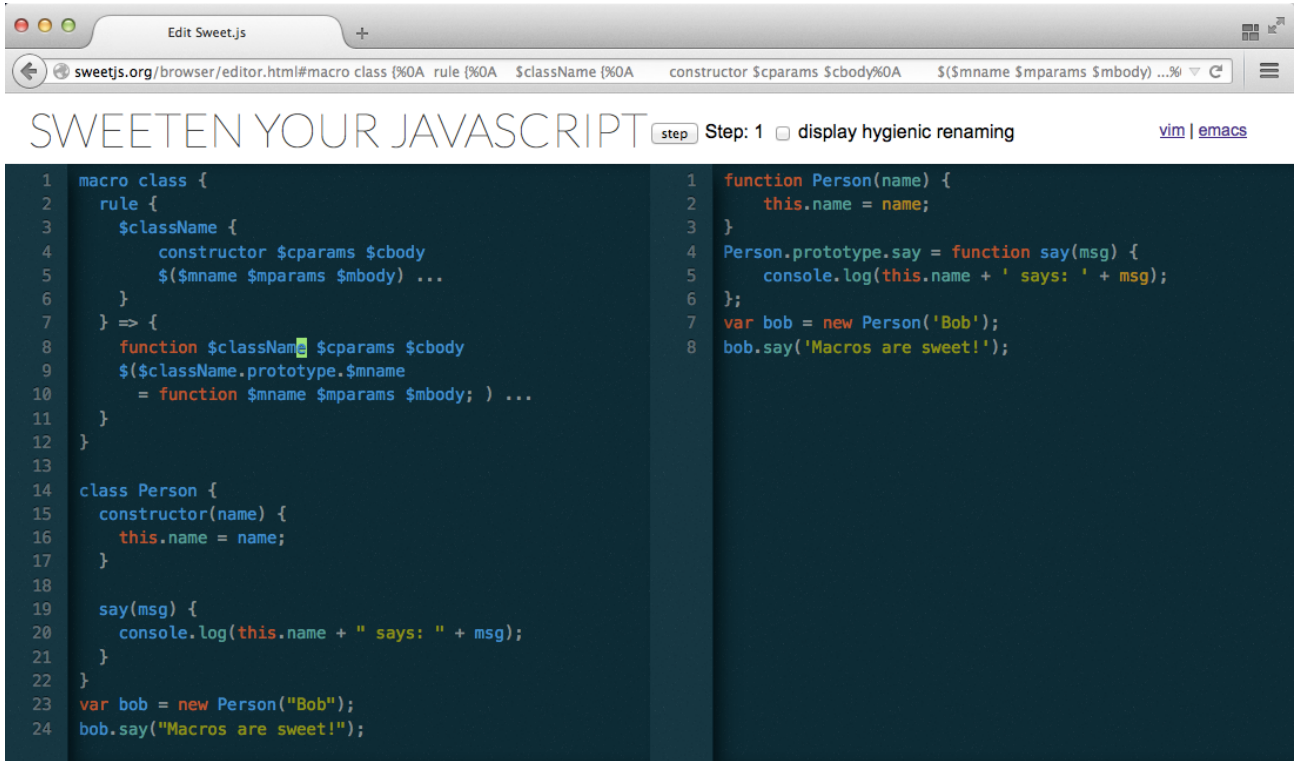 Edit Sweet.js
sweetjs.org/browser/editor.html#macro class {%0A rule {%0A $className {%0A constructor $cparams $cbody%0A $($mname $mparams $mbody) ...%
SWEETEN YOUR JAVASCRIPT step Step: 1 display hygienic renaming vim | emacs
1 macro class {
2 rule {
3 $className {
4 constructor $cparams $cbody
5 $($mname $mparams $mbody) ...
6 }
7 } => {
8 function $className $cparams $cbody
9 $($className.prototype.$mname
10 = function $mname $mparams $mbody; ) ...
11 }
12 }
13
14 class Person {
15 constructor(name) {
16 this.name = name;
17 }
18
19 say(msg) {
20 console.log(this.name + " says: " + msg);
21 }
22 }
23 var bob = new Person("Bob");
24 bob.say("Macros are sweet!");
1 function Person(name) {
2 this.name = name;
3 }
4 Person.prototype.say = function say(msg) {
5 console.log(this.name + ' says: ' + msg);
6 };
7 var bob = new Person('Bob');
8 bob.say('Macros are sweet!');